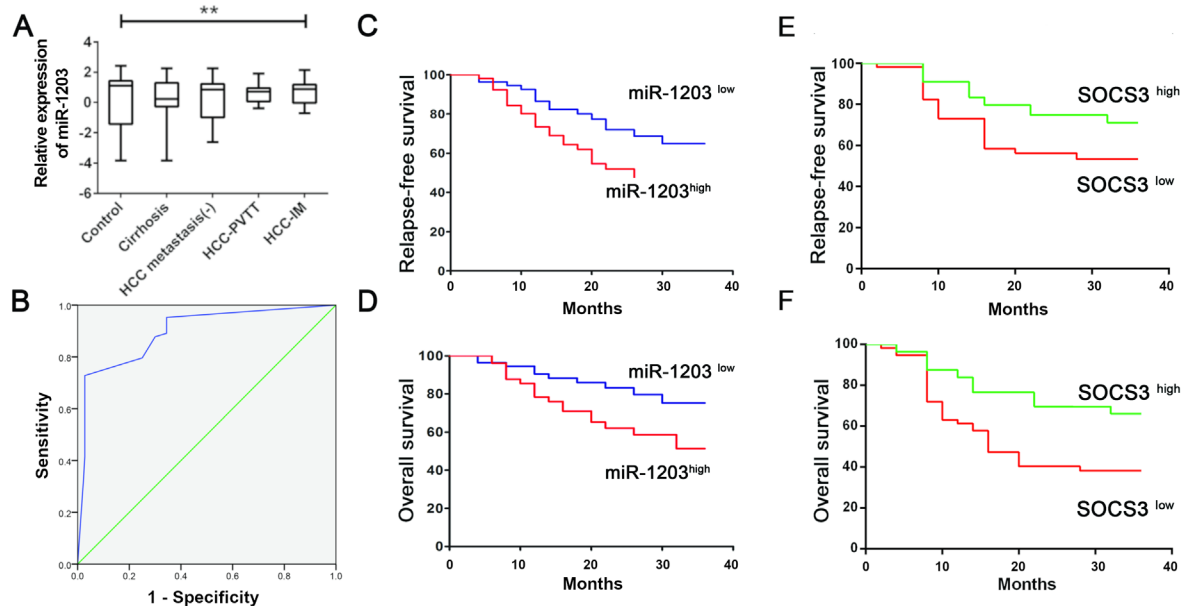 A
**
Relative expression
of miR-1203
4
2
0
-2
-4
-6
Control
Cirrhosis
HCC metastasis(-)
HCC-PVTT
HCC-IM
B
Sensitivity
1.0
0.8
0.6
0.4
0.2
0.0
0.0
0.2
0.4
0.6
0.8
1.0
1 - Specificity
C
Relapse-free survival
100
80
60
40
20
0
miR-1203 low
miR-1203high
0
10
20
30
40
Months
D
Overall survival
100
80
60
40
20
0
miR-1203 low
miR-1203high
0
10
20
30
40
Months
E
Relapse-free survival
100
80
60
40
20
0
SOCS3 high
SOCS3 low
0
10
20
30
40
Months
F
Overall survival
100
80
60
40
20
0
SOCS3 high
SOCS3 low
0
10
20
30
40
Months